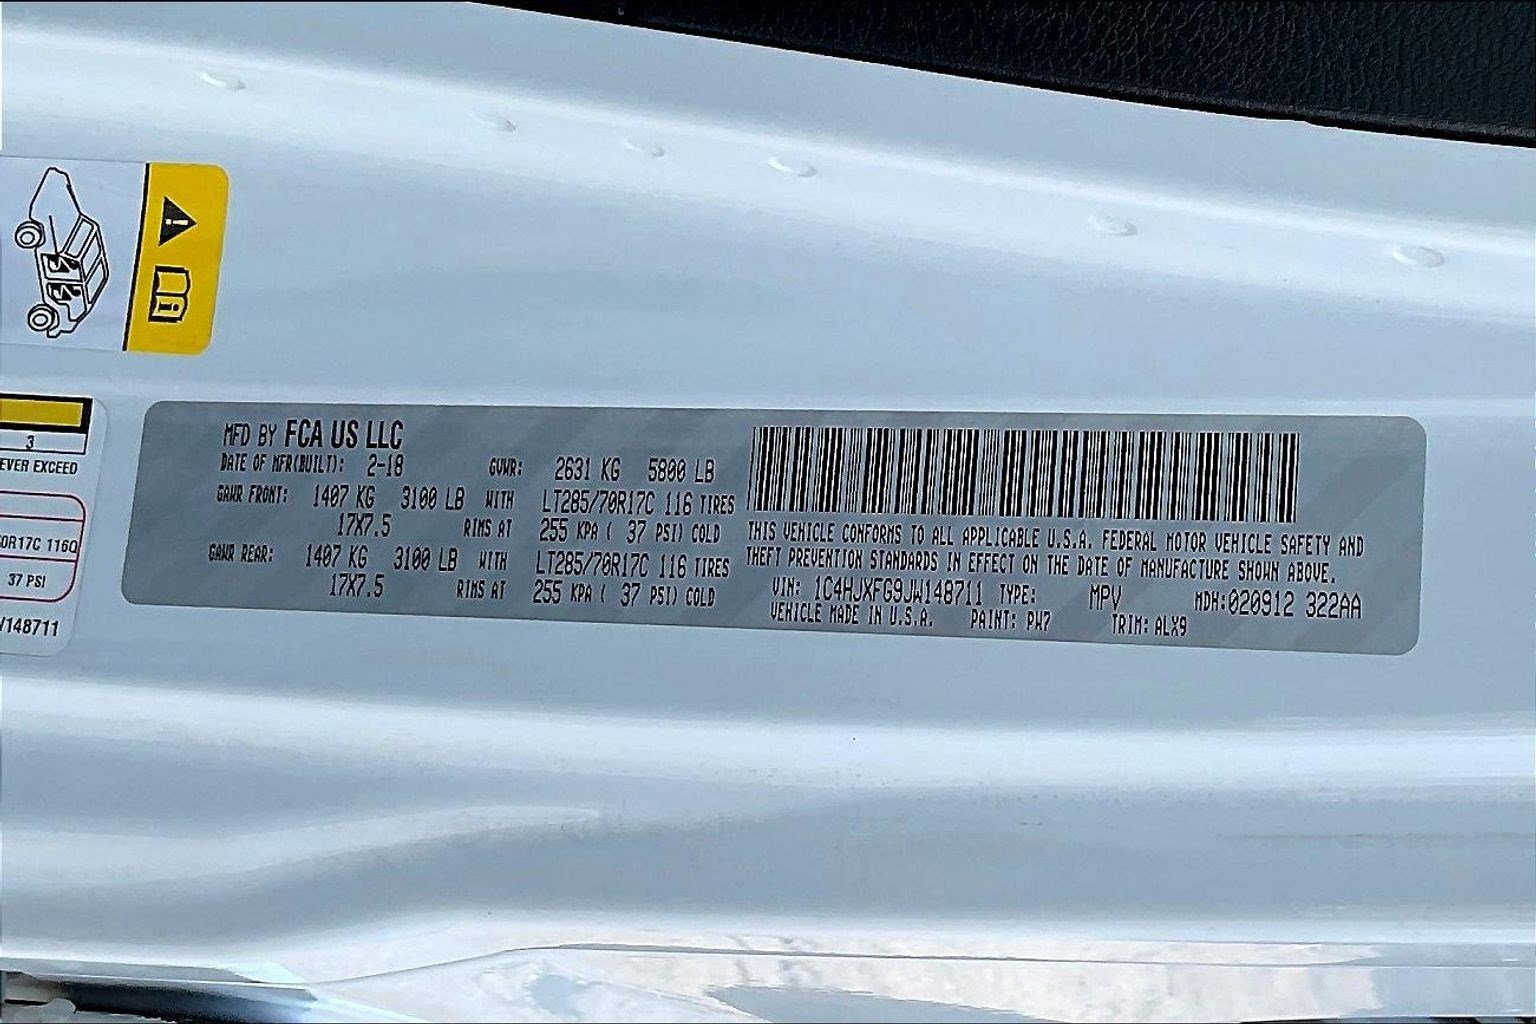 3
EVER EXCEED
0R17C 116Q
37 PSI
148711
MFD BY FCA US LLC
DATE OF MFR(BUILT): 2-18 GVWR: 2631 KG 5800 LB
GAWR FRONT: 1407 KG 3100 LB WITH LT285/70R17C 116 TIRES
17X7.5 RIMS AT 255 KPA ( 37 PSI) COLD
GAWR REAR: 1407 KG 3100 LB WITH LT285/70R17C 116 TIRES
17X7.5 RIMS AT 255 KPA ( 37 PSI) COLD
THIS VEHICLE CONFORMS TO ALL APPLICABLE U.S.A. FEDERAL MOTOR VEHICLE SAFETY AND
THEFT PREVENTION STANDARDS IN EFFECT ON THE DATE OF MANUFACTURE SHOWN ABOVE.
VIN: 1C4HJXFG9JW148711 TYPE: MPV MDH:020912 322AA
VEHICLE MADE IN U.S.A. PAINT: PW7 TRIM: ALX9